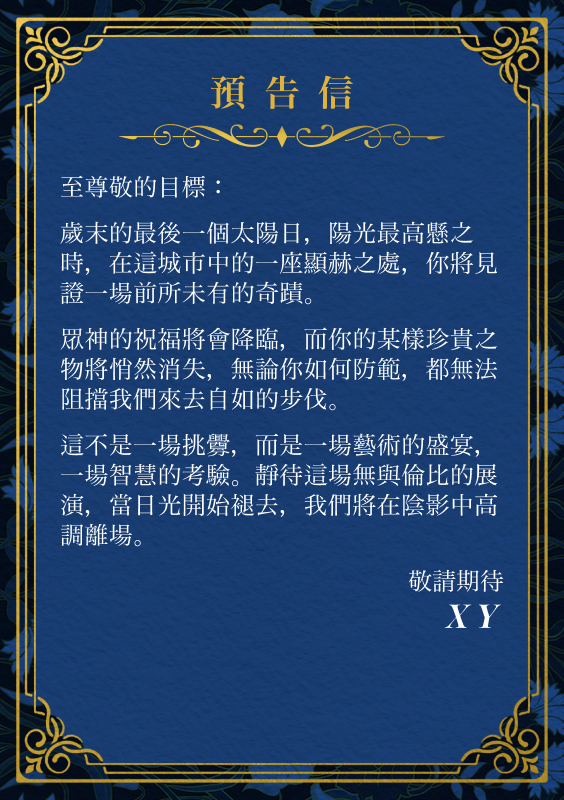 預告信
至尊敬的目標：
歲末的最後一個太陽日，陽光最高懸之
時，在這城市中的一座顯赫之處，你將見
證一場前所未有的奇蹟。
眾神的祝福將會降臨，而你的某樣珍貴之
物將悄然消失，無論你如何防範，都無法
阻擋我們來去自如的步伐。
這不是一場挑釁，而是一場藝術的盛宴，
一場智慧的考驗。靜待這場無與倫比的展
演，當日光開始褪去，我們將在陰影中高
調離場。
敬請期待
X Y